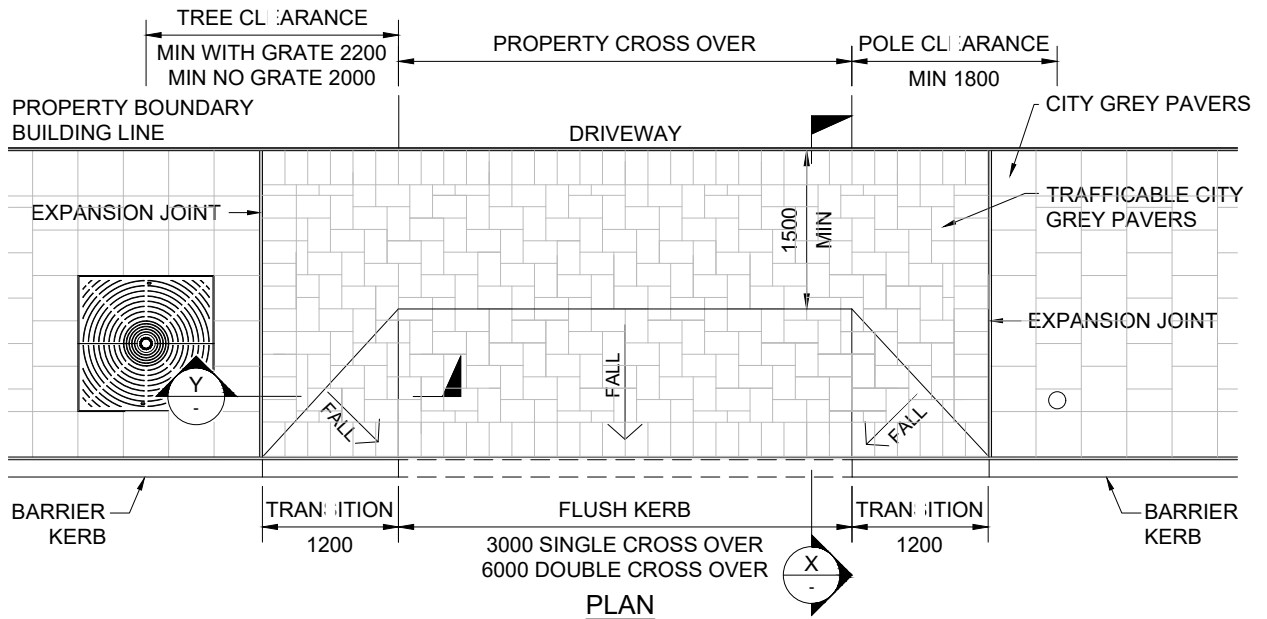 TREE CLEARANCE
MIN WITH GRATE 2200
MIN NO GRATE 2000
PROPERTY CROSS OVER
POLE CLEARANCE
MIN 1800
PROPERTY BOUNDARY
BUILDING LINE
DRIVEWAY
CITY GREY PAVERS
EXPANSION JOINT
1500
MIN
TRAFFICABLE CITY
GREY PAVERS
EXPANSION JOINT
Y
-
FALL
FALL
FALL
BARRIER
KERB
TRANSITION
1200
FLUSH KERB
3000 SINGLE CROSS OVER
6000 DOUBLE CROSS OVER
TRANSITION
1200
BARRIER
KERB
X
-
PLAN